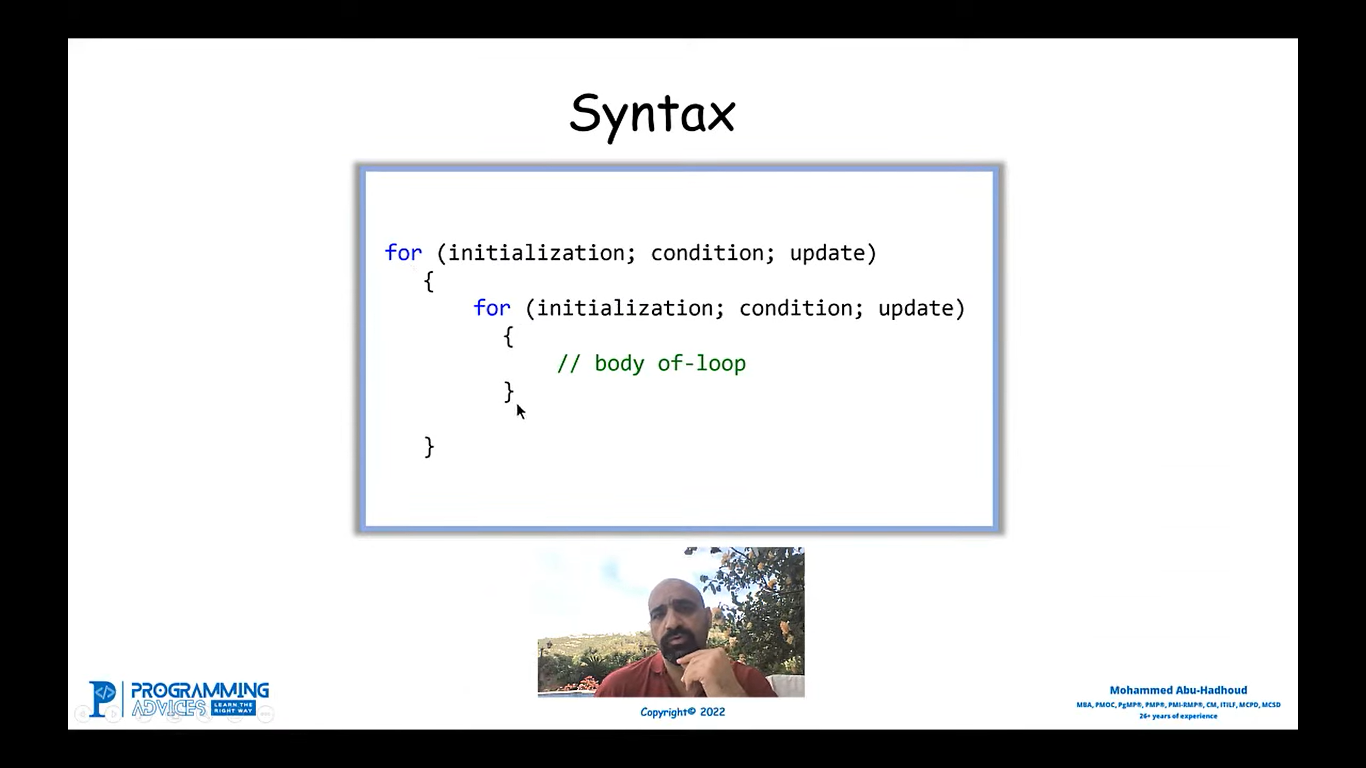 Syntax
for (initialization; condition; update)
{
for (initialization; condition; update)
{
// body of-loop
}
}
PROGRAMMING
ADVICES LEARN THE RIGHT WAY
Copyright© 2022
Mohammed Abu-Hadhoud
MBA, PMOC, PgMP®, PMP®, PMI-RMP®, CM, ITILF, MCPD, MCSD
26+ years of experience